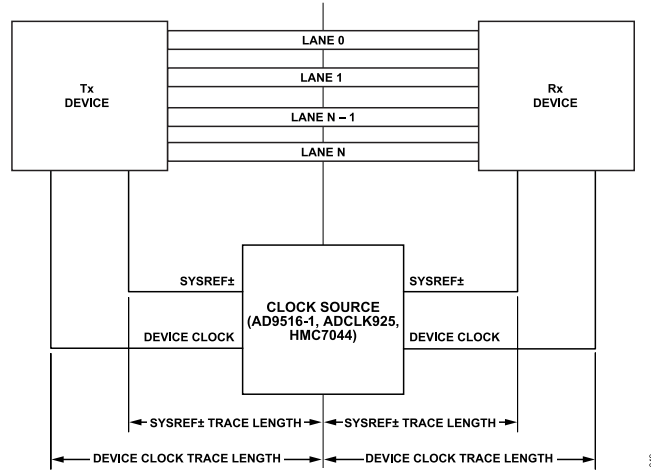 LANE 0
LANE 1
Tx
DEVICE
Rx
DEVICE
LANE N – 1
LANE N
SYSREF±
SYSREF±
CLOCK SOURCE
(AD9516-1, ADCLK925,
HMC7044)
DEVICE CLOCK
DEVICE CLOCK
SYSREF± TRACE LENGTH
SYSREF± TRACE LENGTH
DEVICE CLOCK TRACE LENGTH
DEVICE CLOCK TRACE LENGTH